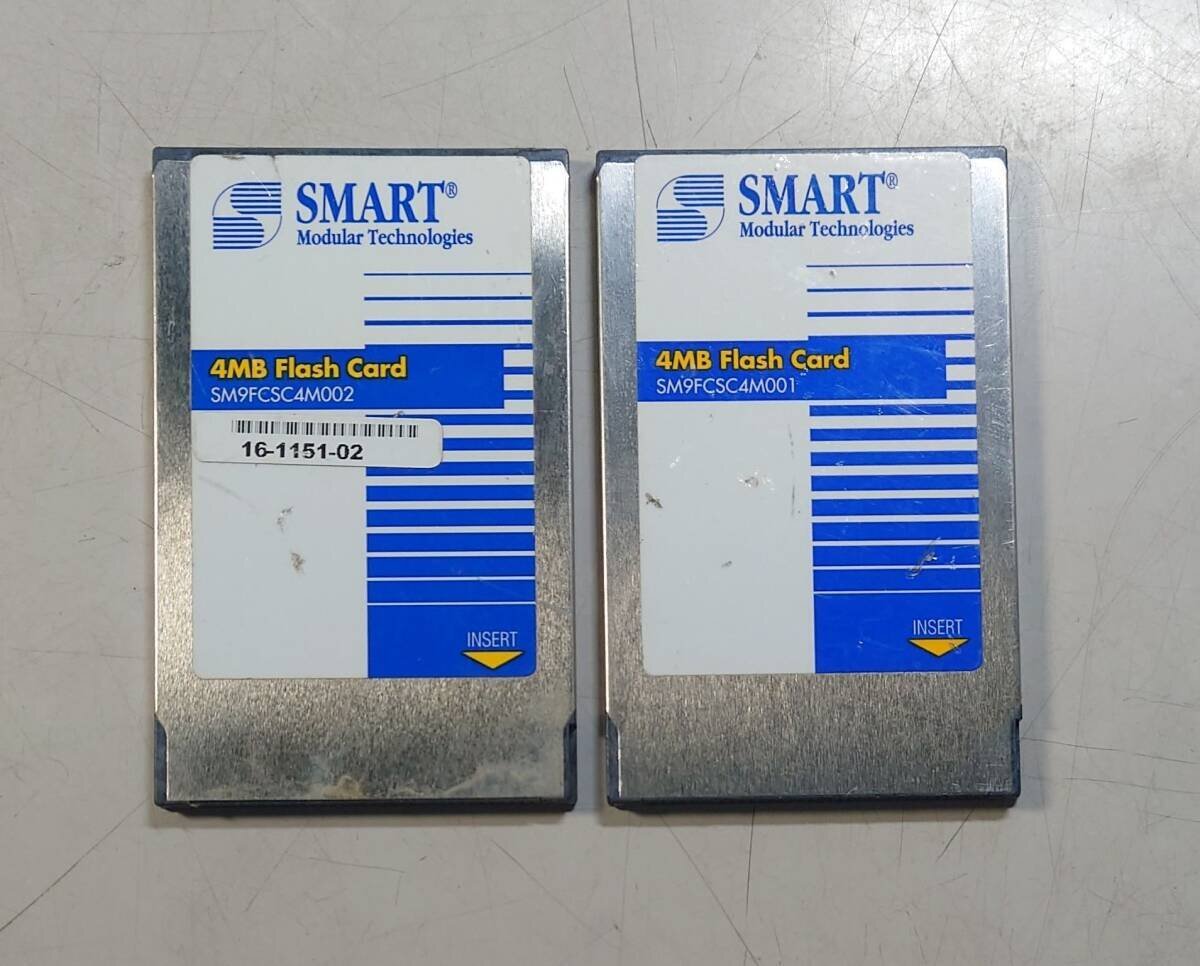 SMART®
Modular Technologies
4MB Flash Card
SM9FCSC4M002
16-1151-02
INSERT
SMART®
Modular Technologies
4MB Flash Card
SM9FCSC4M001
INSERT